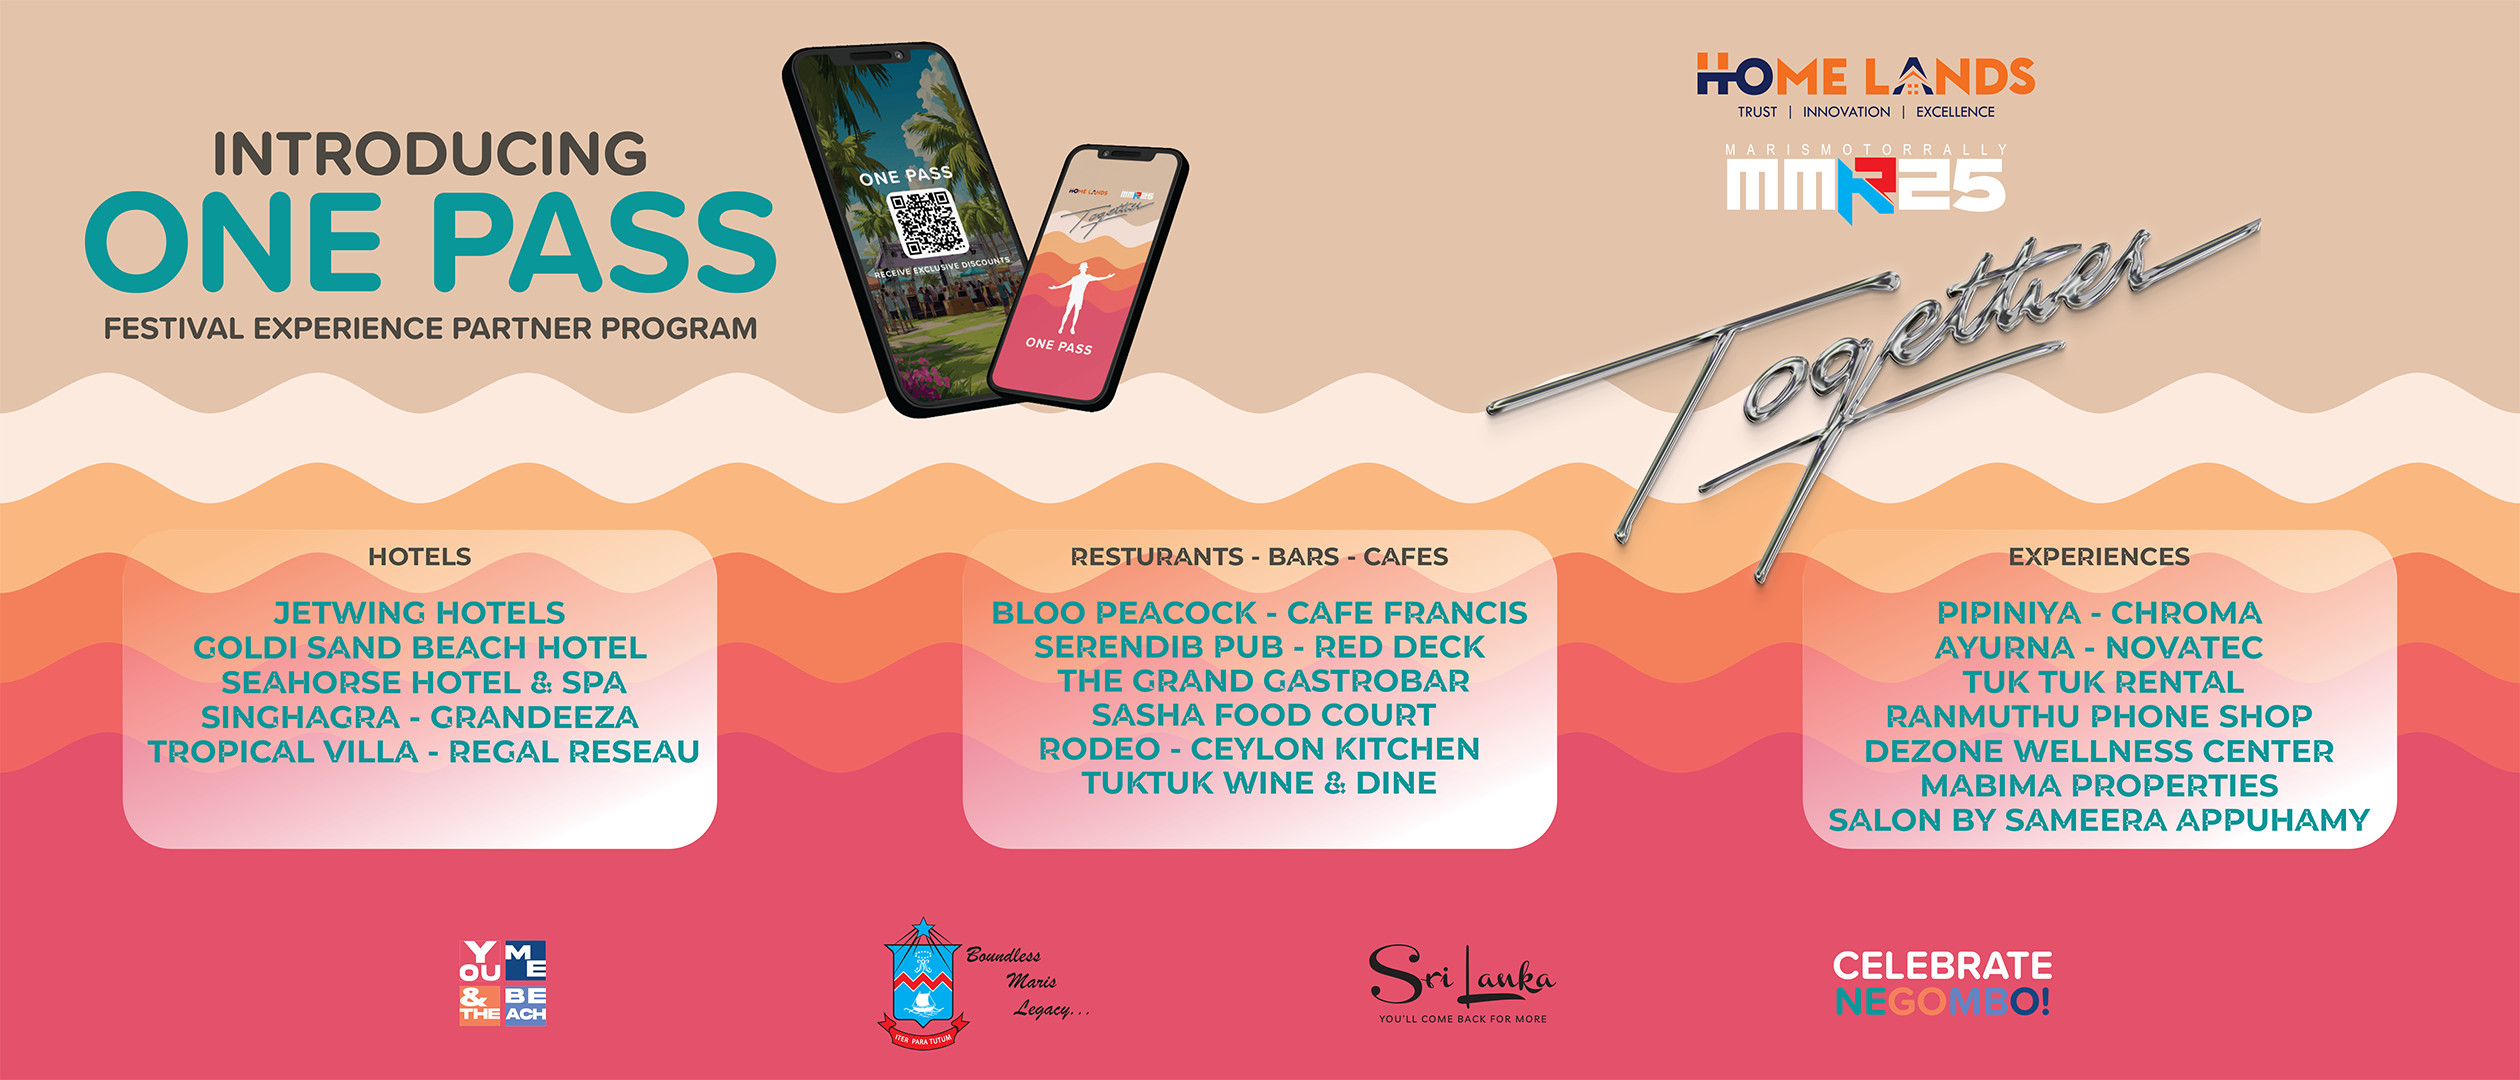 INTRODUCING
ONE PASS
FESTIVAL EXPERIENCE PARTNER PROGRAM
ONE PASS
RECEIVE EXCLUSIVE DISCOUNTS
HOME LANDS
MMR25
Together
ONE PASS
HOME LANDS
TRUST | INNOVATION | EXCELLENCE
MARISMOTORRALLY
MMR25
Together
HOTELS
JETWING HOTELS
GOLDI SAND BEACH HOTEL
SEAHORSE HOTEL & SPA
SINGHAGRA - GRANDEEZA
TROPICAL VILLA - REGAL RESEAU
RESTURANTS - BARS - CAFES
BLOO PEACOCK - CAFE FRANCIS
SERENDIB PUB - RED DECK
THE GRAND GASTROBAR
SASHA FOOD COURT
RODEO - CEYLON KITCHEN
TUKTUK WINE & DINE
EXPERIENCES
PIPINIYA - CHROMA
AYURNA - NOVATEC
TUK TUK RENTAL
RANMUTHU PHONE SHOP
DEZONE WELLNESS CENTER
MABIMA PROPERTIES
SALON BY SAMEERA APPUHAMY
YOU ME
& THE BEACH
ITER PARA TUTUM
Boundless
Maris
Legacy...
Sri Lanka
YOU'LL COME BACK FOR MORE
CELEBRATE
NEGOMBO!